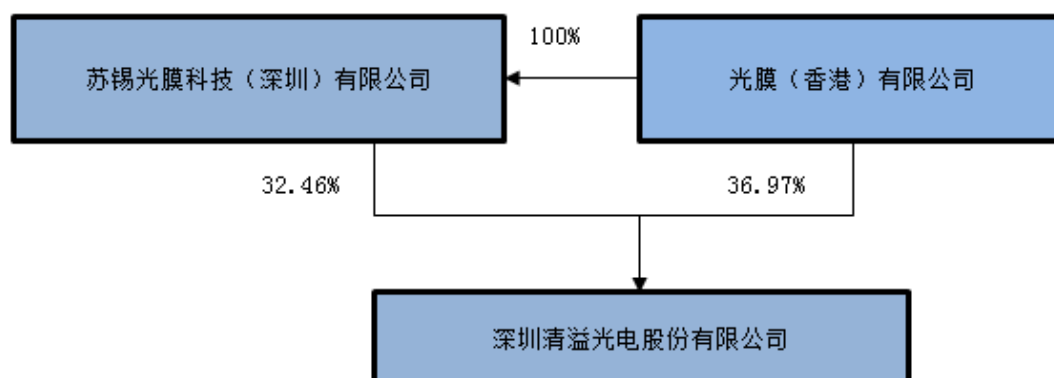 100%
苏锡光膜科技（深圳）有限公司
光膜（香港）有限公司
32.46%
36.97%
深圳清溢光电股份有限公司